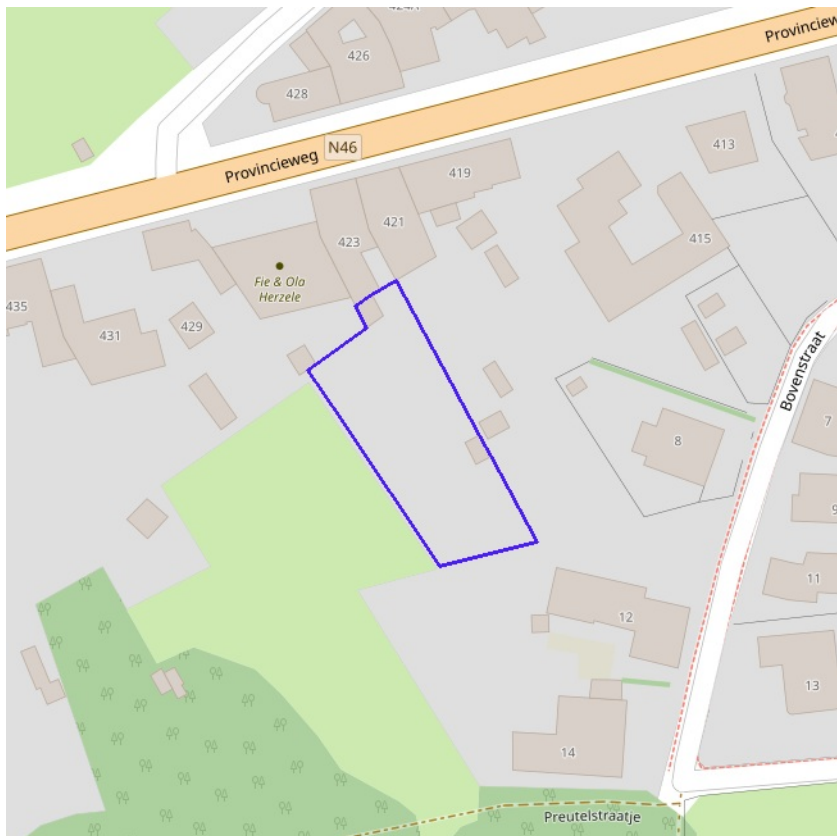 424A
426
Provinciew
428
N46
Provincieweg
413
419
421
423
415
Fie & Ola
Herzele
435
431
429
Bovenstraat
7
8
9
11
12
13
14
Preutelstraatje